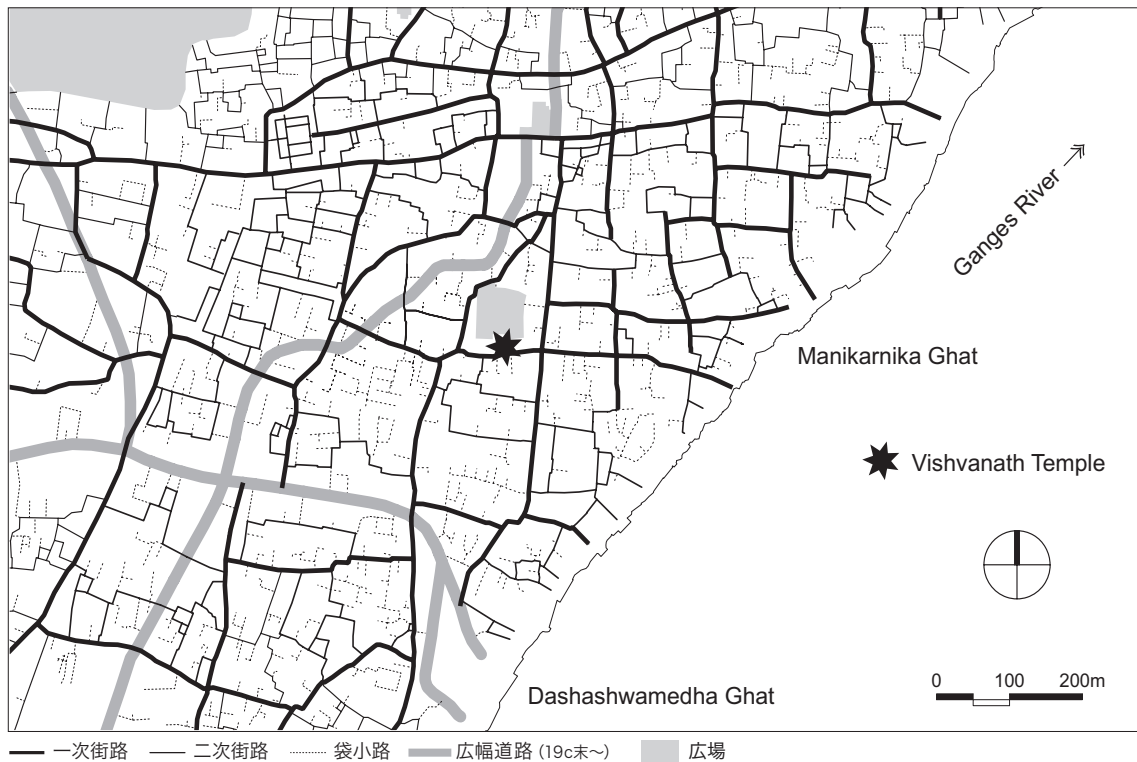 Ganges River
Manikarnika Ghat
Vishvanath Temple
0 100 200m
Dashashwamedha Ghat
一次街路 二次街路 袋小路 広幅道路 (19c末~) 広場